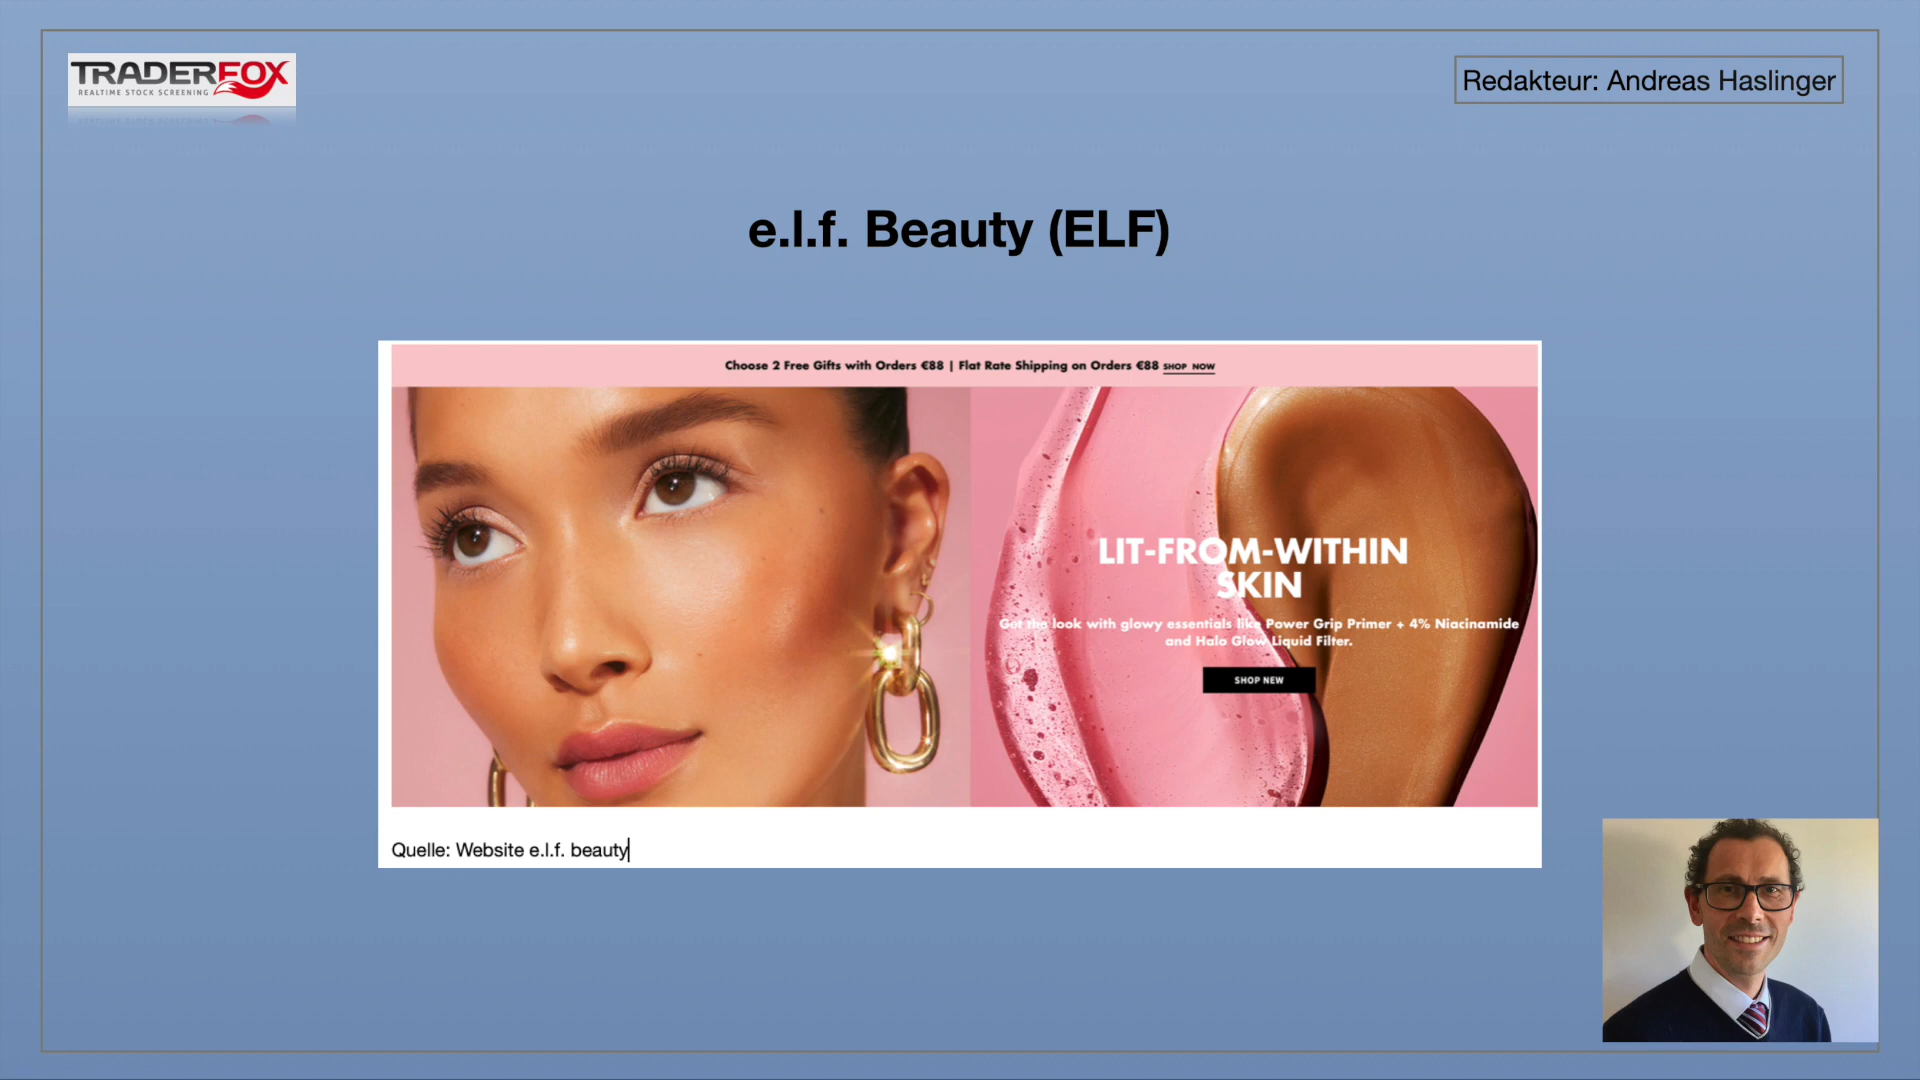 TRADERFOX
REALTIME STOCK SCREENING
Redakteur: Andreas Haslinger
e.l.f. Beauty (ELF)
Choose 2 Free Gifts with Orders €88 | Flat Rate Shipping on Orders €88 SHOP NOW
LIT-FROM-WITHIN
SKIN
Get the look with glowy essentials like Power Grip Primer + 4% Niacinamide
and Halo Glow Liquid Filter.
SHOP NEW
Quelle: Website e.l.f. beauty